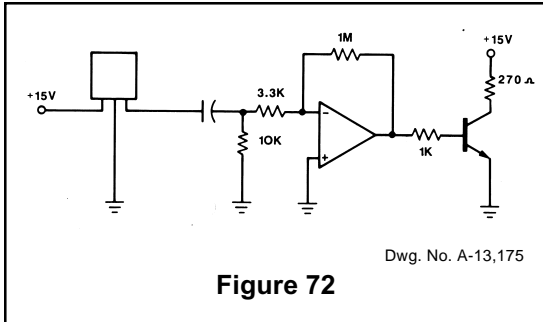 1M
+15V
+15V
3.3K
270 Ω
10K
−
+
1K
Dwg. No. A-13,175
Figure 72